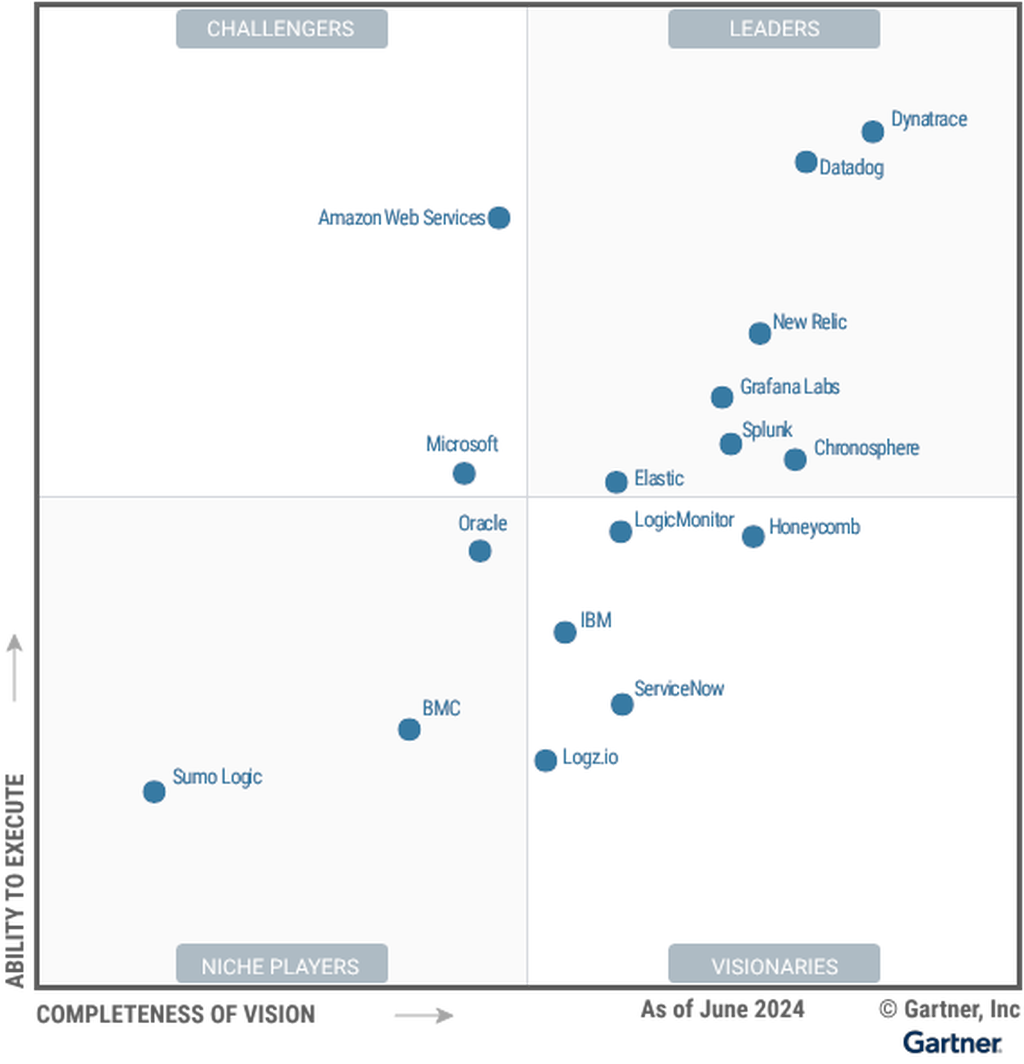 CHALLENGERS
LEADERS
Dynatrace
Datadog
Amazon Web Services
New Relic
Grafana Labs
Splunk
Microsoft
Chronosphere
Elastic
LogicMonitor
Oracle
Honeycomb
IBM
ServiceNow
BMC
Logz.io
Sumo Logic
ABILITY TO EXECUTE
NICHE PLAYERS
VISIONARIES
COMPLETENESS OF VISION
As of June 2024
© Gartner, Inc
Gartner